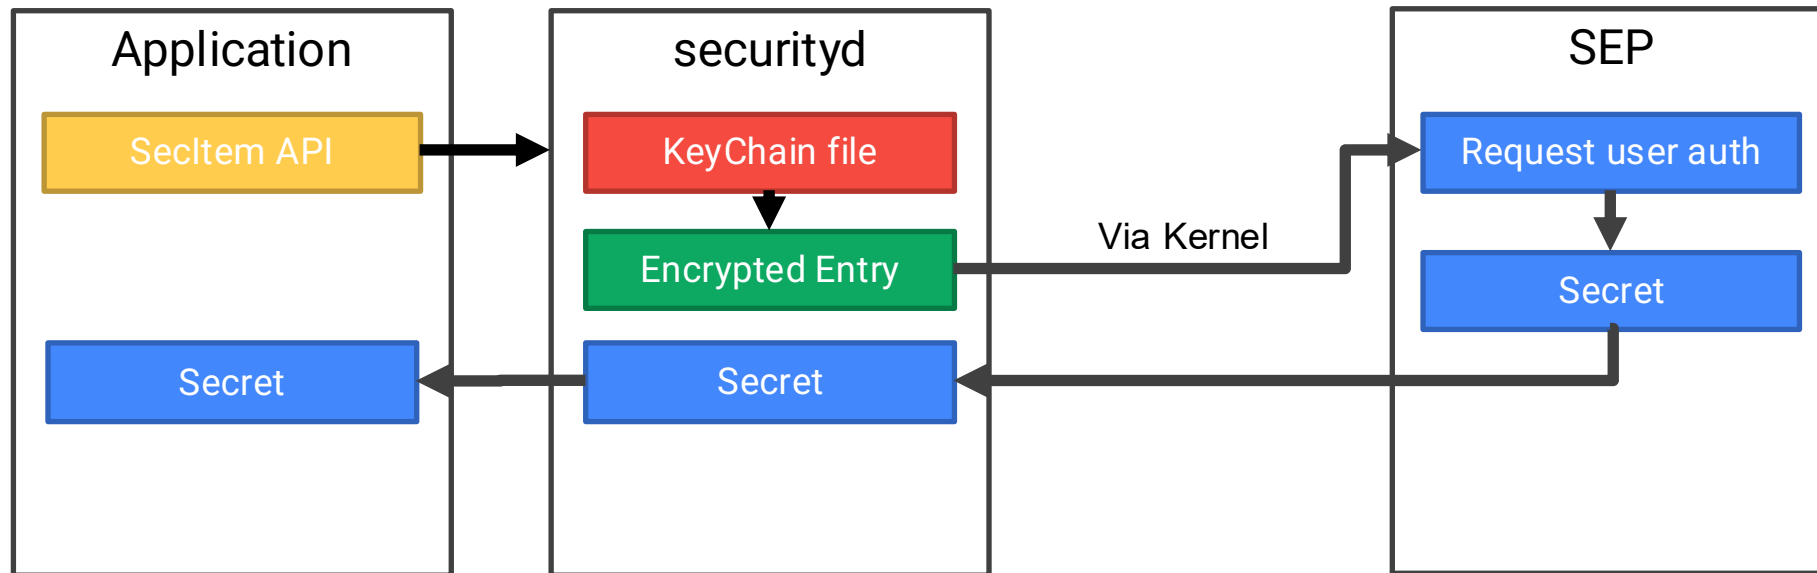 Application
securityd
SEP
SecItem API
KeyChain file
Request user auth
Via Kernel
Encrypted Entry
Secret
Secret
Secret